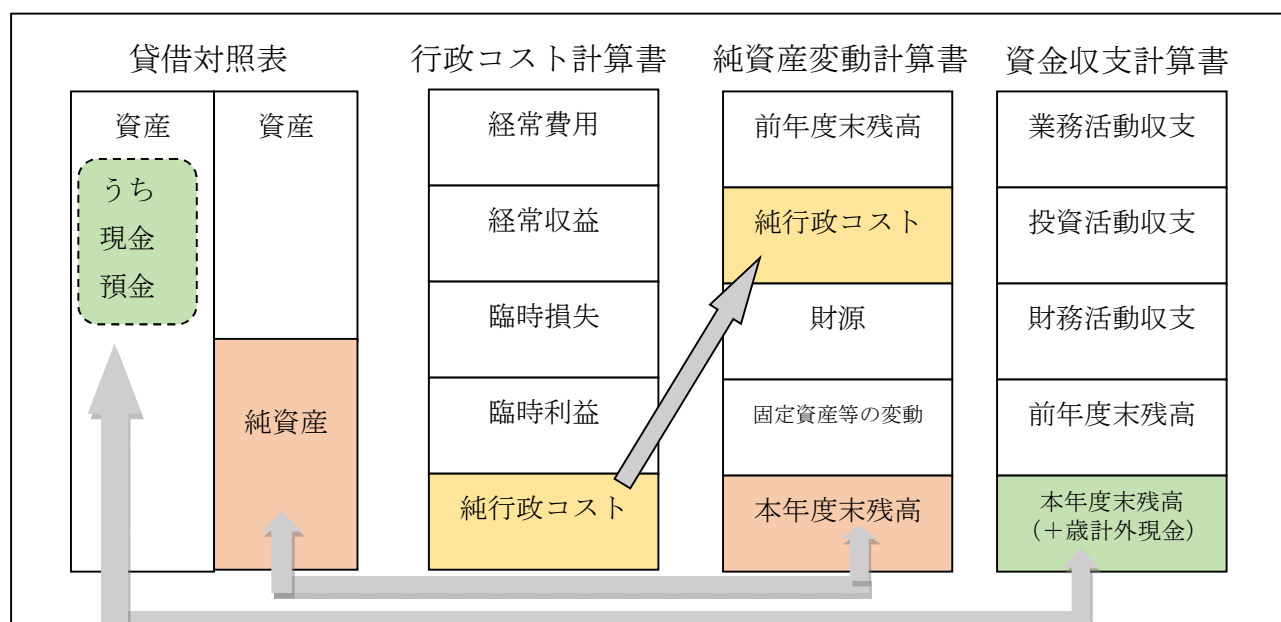 貸借対照表
資産
うち
現金
預金
資産
純資産
行政コスト計算書
経常費用
経常収益
臨時損失
臨時利益
純行政コスト
純資産変動計算書
前年度末残高
純行政コスト
財源
固定資産等の変動
本年度末残高
資金収支計算書
業務活動収支
投資活動収支
財務活動収支
前年度末残高
本年度末残高
（＋歳計外現金）